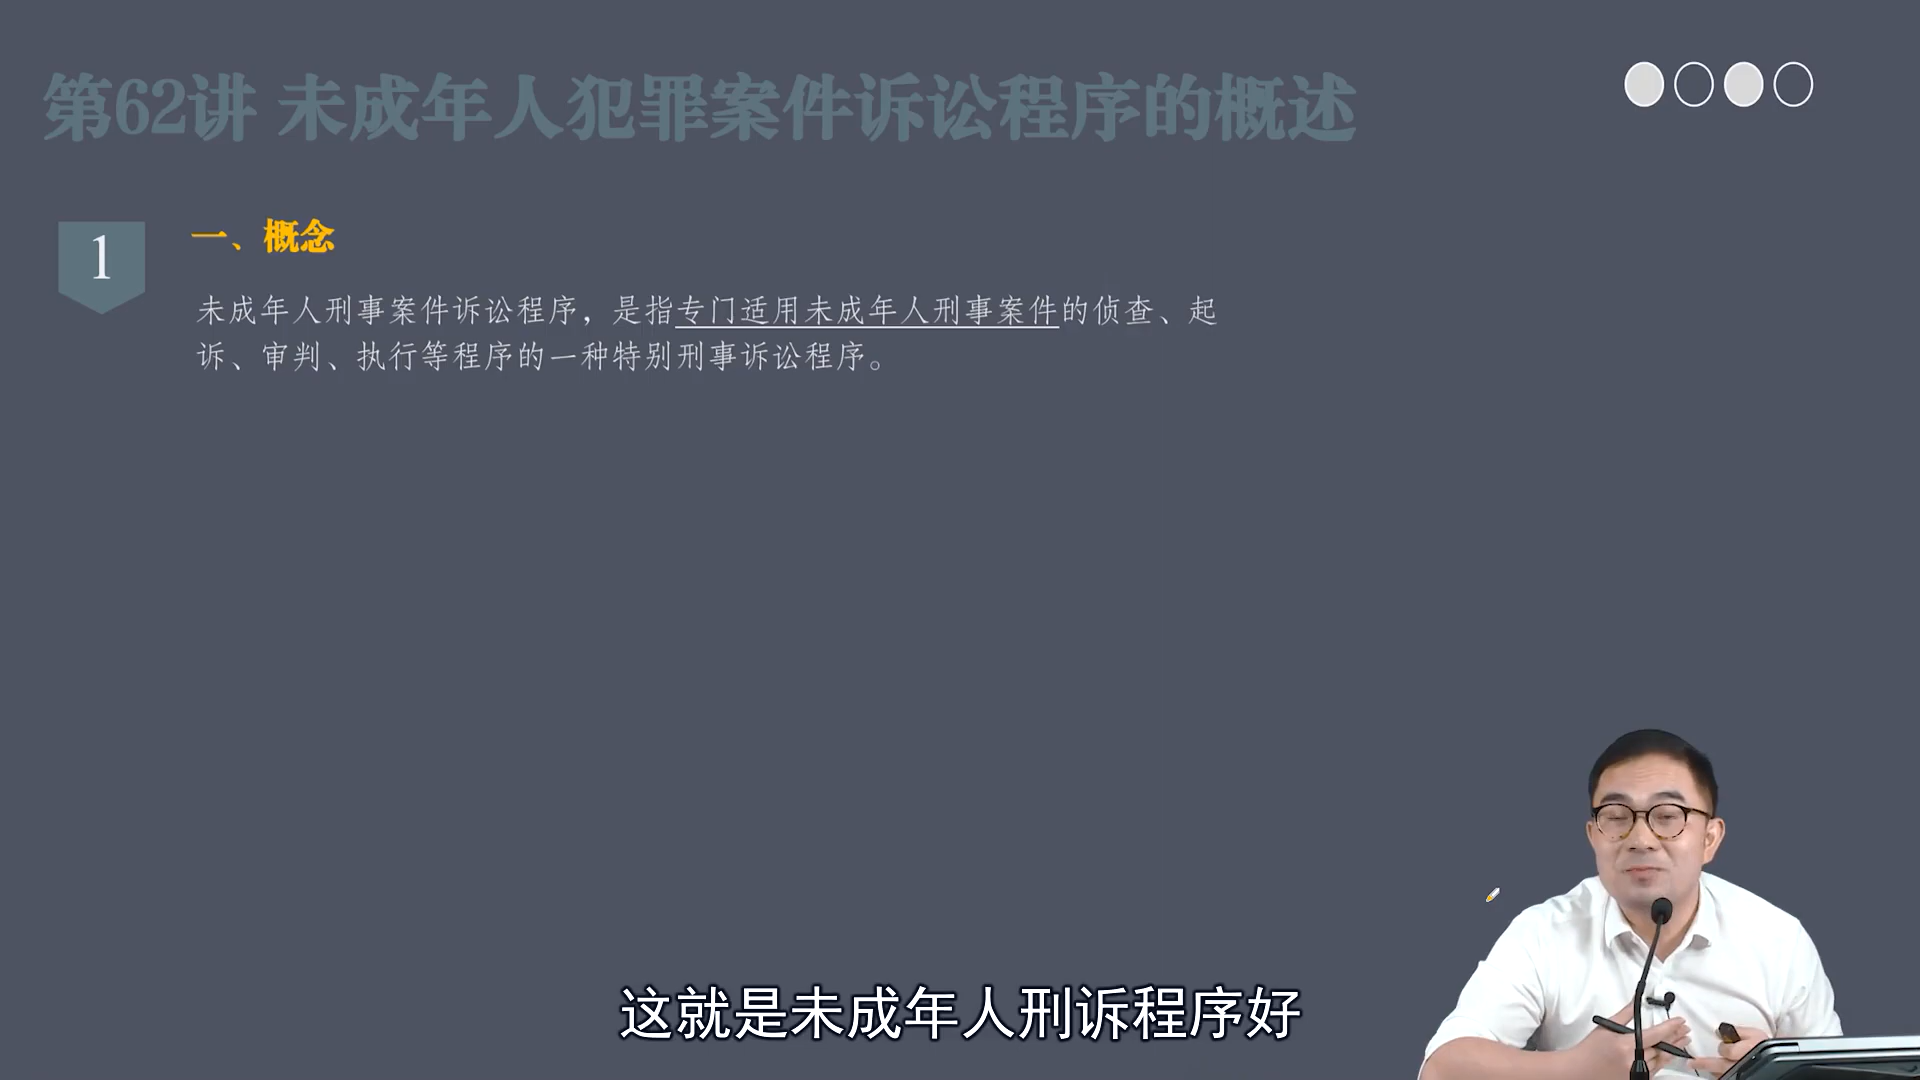 第62讲 未成年人犯罪案件诉讼程序的概述
1
一、概念
未成年人刑事案件诉讼程序，是指专门适用未成年人刑事案件的侦查、起
诉、审判、执行等程序的一种特别刑事诉讼程序。
这就是未成年人刑诉程序好